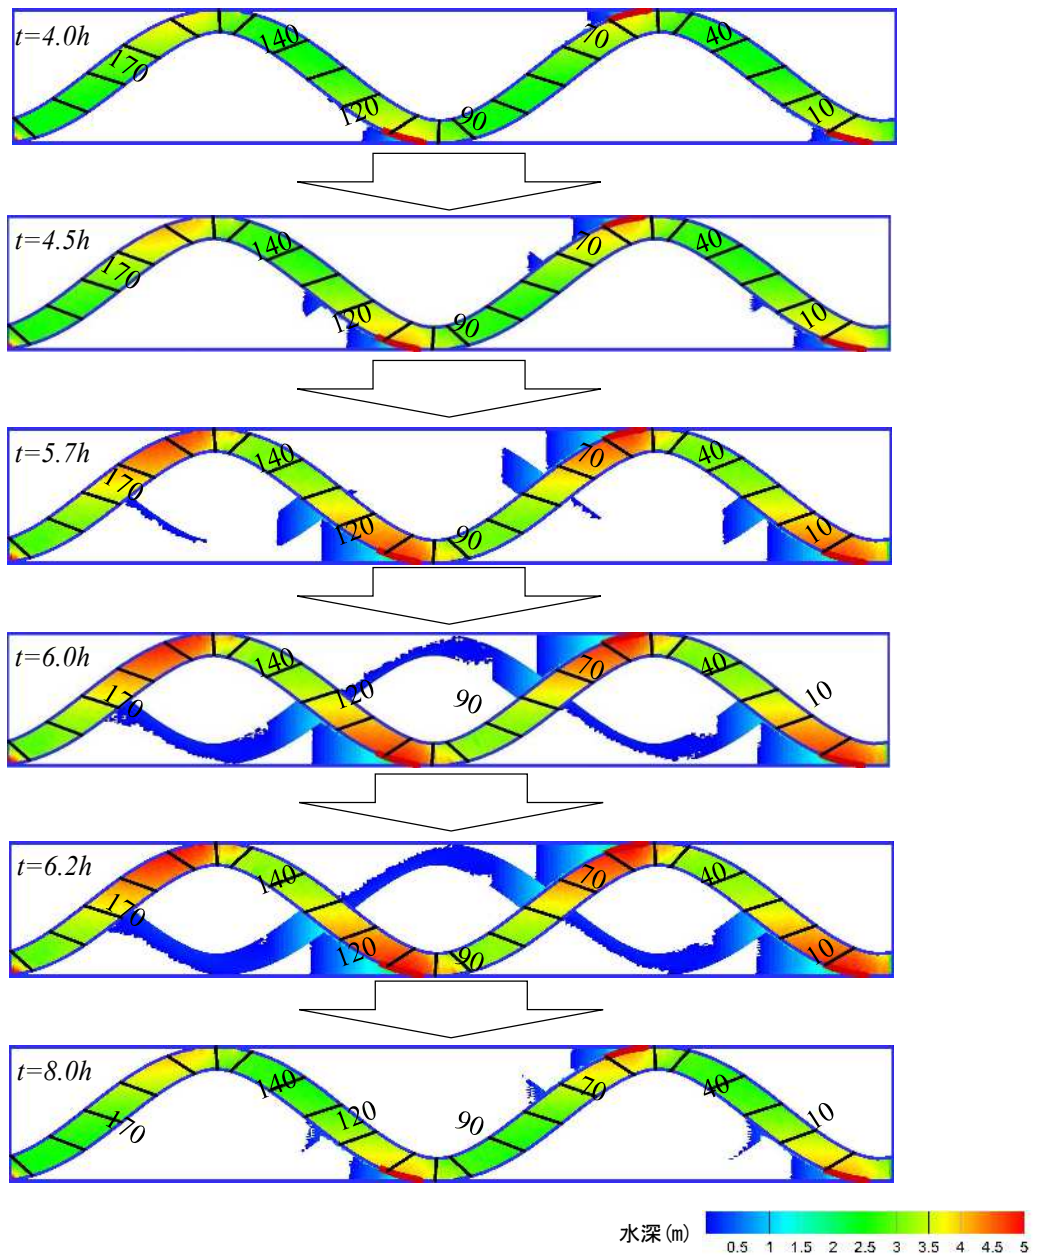 t=4.0h 170 140 120 90 70 40 10
t=4.5h 170 140 120 90 70 40 10
t=5.7h 170 140 120 90 70 40 10
t=6.0h 170 140 120 90 70 40 10
t=6.2h 170 140 120 90 70 40 10
t=8.0h 170 140 120 90 70 40 10
水深(m) 0.5 1 1.5 2 2.5 3 3.5 4 4.5 5